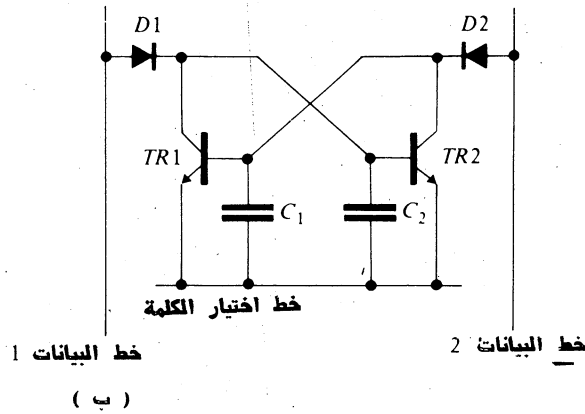 D1 D2
TR1 TR2
C1 C2
خط اختيار الكلمة
خط البيانات 1 خط البيانات 2
( ب )